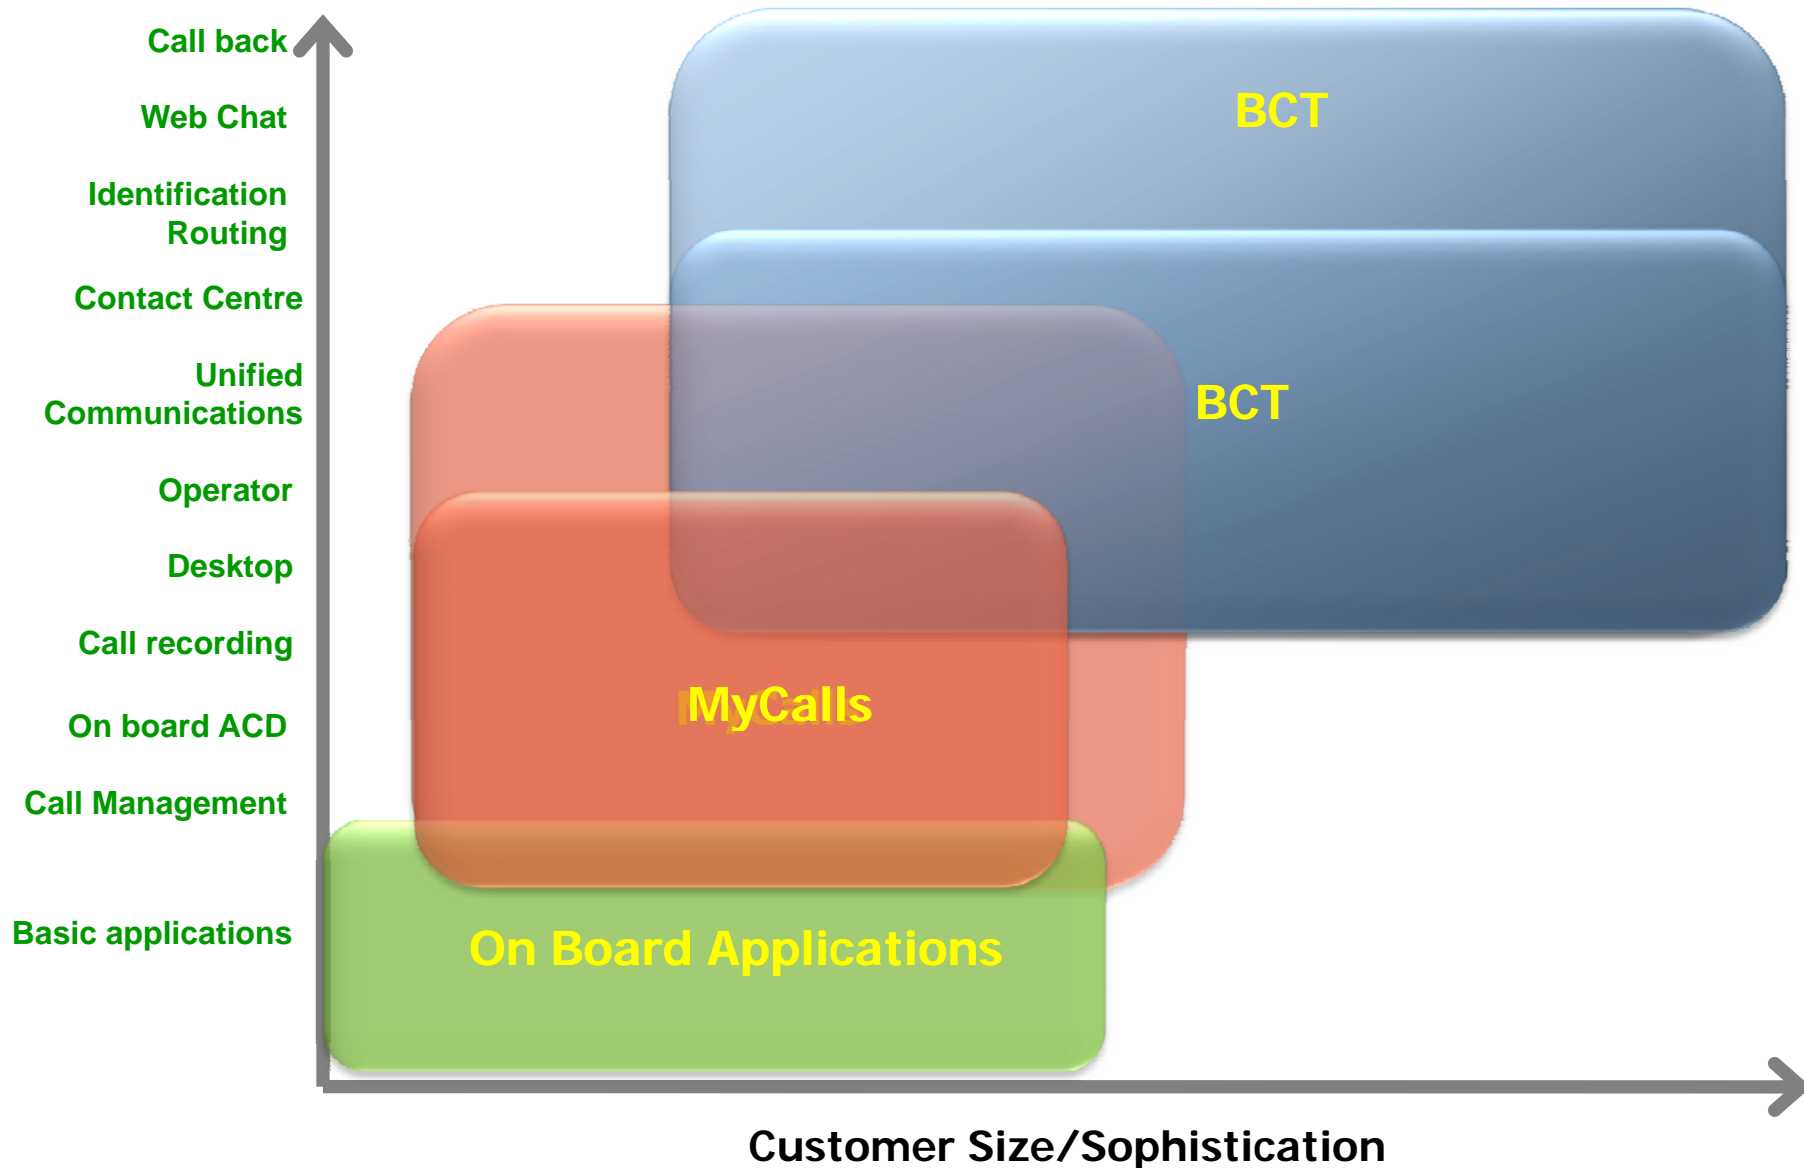 Call back
Web Chat
Identification
Routing
Contact Centre
Unified
Communications
Operator
Desktop
Call recording
On board ACD
Call Management
Basic applications
BCT
BCT
MyCalls
MyCalls
On Board Applications
Customer Size/Sophistication